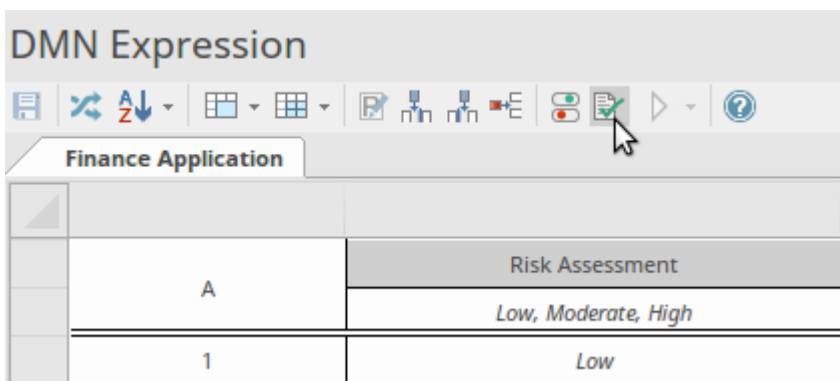 DMN Expression
Finance Application
A
Risk Assessment
Low, Moderate, High
1
Low